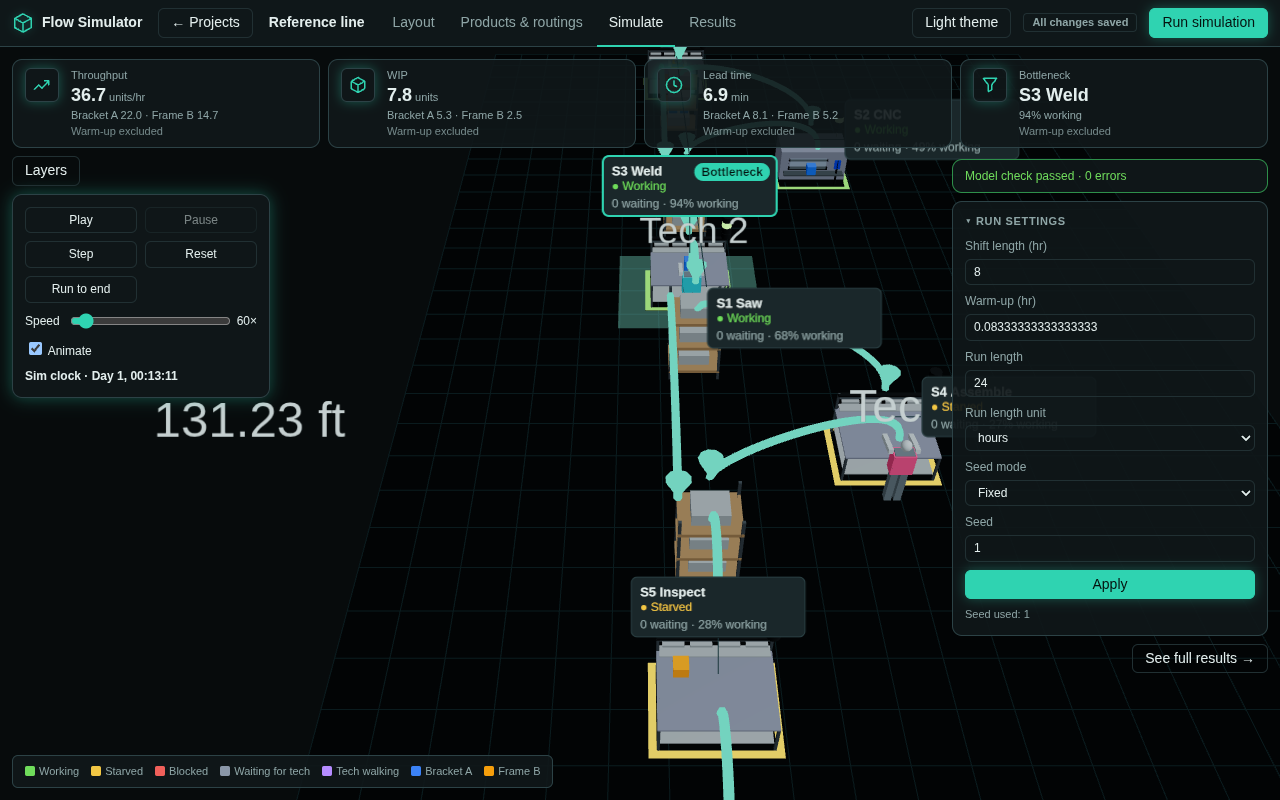 Flow Simulator
← Projects
Reference line
Layout
Products & routings
Simulate
Results
Light theme
All changes saved
Run simulation
Throughput
36.7 units/hr
Bracket A 22.0 · Frame B 14.7
Warm-up excluded
WIP
7.8 units
Bracket A 5.3 · Frame B 2.5
Warm-up excluded
Lead time
6.9 min
Bracket A 8.1 · Frame B 5.2
Warm-up excluded
Bottleneck
S3 Weld
94% working
Warm-up excluded
S2 CNC
● Working
0 waiting · 49% working
Layers
Play
Pause
Step
Reset
Run to end
Speed
60×
Animate
Sim clock · Day 1, 00:13:11
131.23 ft
S3 Weld
Bottleneck
● Working
0 waiting · 94% working
Tech 2
S1 Saw
● Working
0 waiting · 68% working
Tec
S4 Assemble
S5 Inspect
● Starved
0 waiting · 28% working
Model check passed · 0 errors
▾ RUN SETTINGS
Shift length (hr)
8
Warm-up (hr)
0.08333333333333333
Run length
24
Run length unit
hours
Seed mode
Fixed
Seed
1
Apply
Seed used: 1
See full results →
Working
Starved
Blocked
Waiting for tech
Tech walking
Bracket A
Frame B